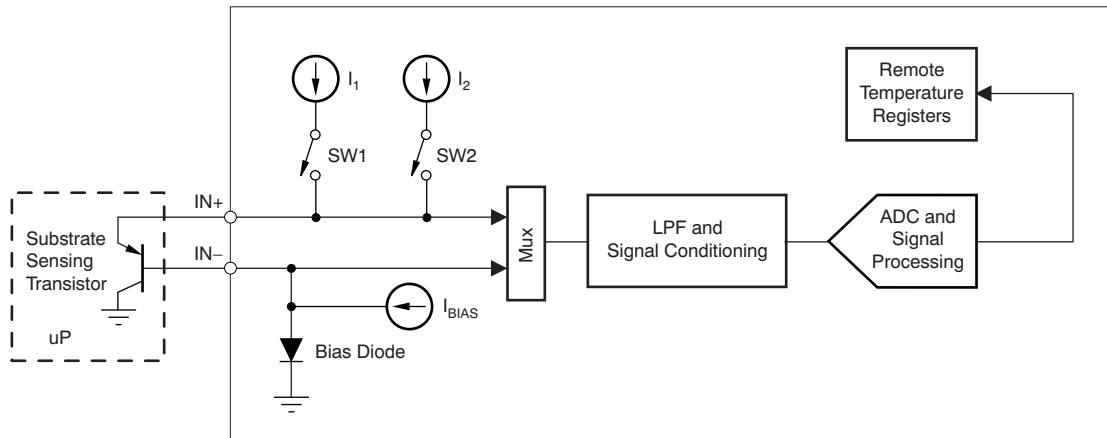 I1
I2
SW1
SW2
Remote
Temperature
Registers
IN+
IN−
Substrate
Sensing
Transistor
uP
Mux
LPF and
Signal Conditioning
ADC and
Signal
Processing
IBIAS
Bias Diode